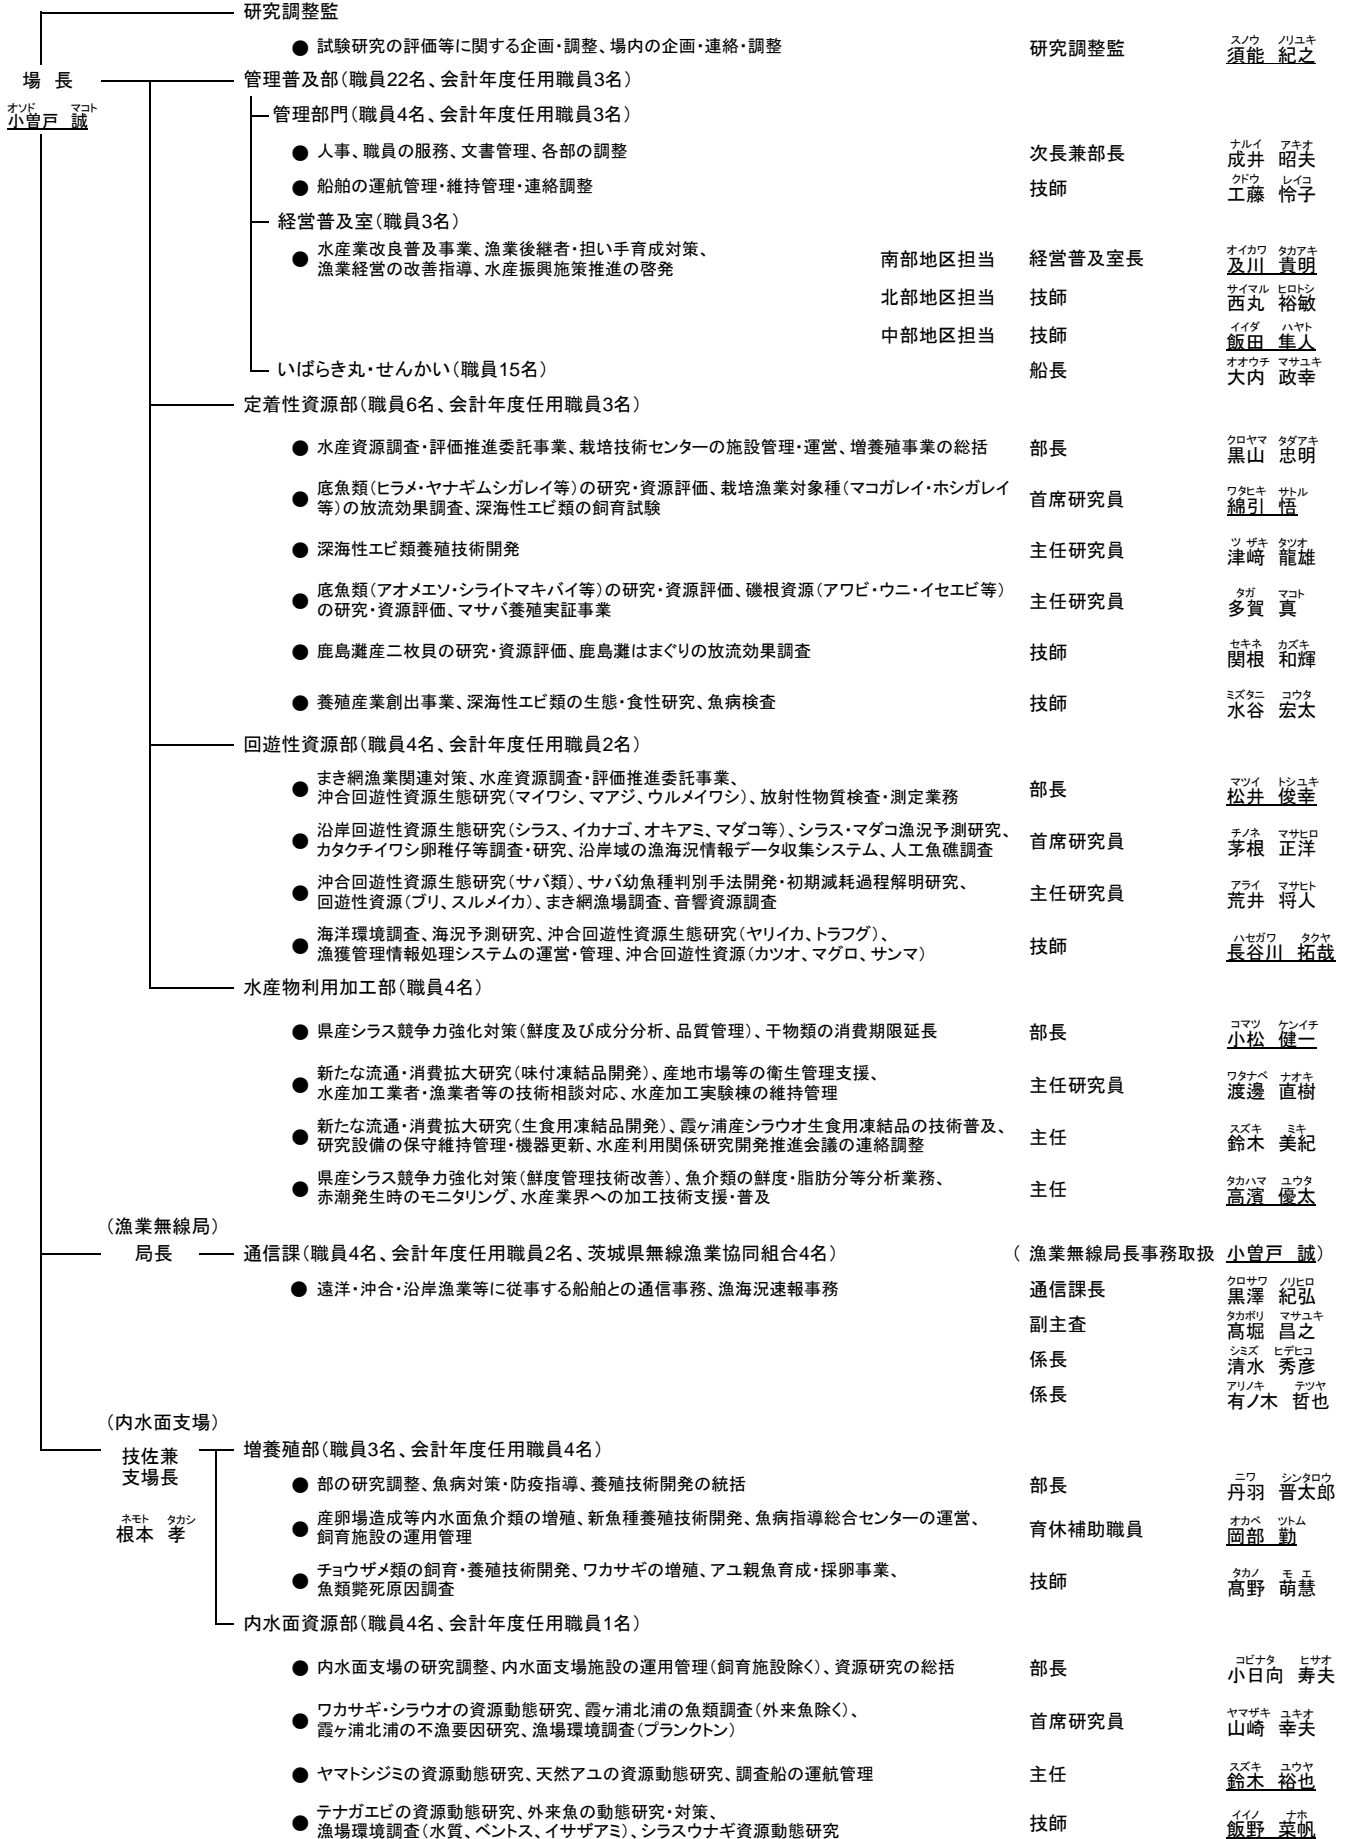 研究調整監
● 試験研究の評価等に関する企画・調整、場内の企画・連絡・調整 研究調整監 スノウ ノリユキ 須能 紀之
場 長
オソド マコト
小曽戸 誠
管理普及部(職員22名、会計年度任用職員3名)
管理部門(職員4名、会計年度任用職員3名)
● 人事、職員の服務、文書管理、各部の調整 次長兼部長 ナルイ アキオ 成井 昭夫
● 船舶の運航管理・維持管理・連絡調整 技師 クドウ レイコ 工藤 怜子
経営普及室(職員3名)
● 水産業改良普及事業、漁業後継者・担い手育成対策、
漁業経営の改善指導、水産振興施策推進の啓発 南部地区担当 経営普及室長 オイカワ タカアキ 及川 貴明
北部地区担当 技師 サイマル ヒロトシ 西丸 裕敏
中部地区担当 技師 イイダ ハヤト 飯田 隼人
いばらき丸・せんかい(職員15名) 船長 オオウチ マサユキ 大内 政幸
定着性資源部(職員6名、会計年度任用職員3名)
● 水産資源調査・評価推進委託事業、栽培技術センターの施設管理・運営、増養殖事業の総括 部長 クロヤマ タダアキ 黒山 忠明
● 底魚類(ヒラメ・ヤナギムシガレイ等)の研究・資源評価、栽培漁業対象種(マコガレイ・ホシガレイ
等)の放流効果調査、深海性エビ類の飼育試験 首席研究員 ワタヒキ サトル 綿引 悟
● 深海性エビ類養殖技術開発 主任研究員 ツ ザキ タツオ 津﨑 龍雄
● 底魚類(アオメエソ・シライトマキバイ等)の研究・資源評価、磯根資源(アワビ・ウニ・イセエビ等)
の研究・資源評価、マサバ養殖実証事業 主任研究員 タガ マコト 多賀 真
● 鹿島灘産二枚貝の研究・資源評価、鹿島灘はまぐりの放流効果調査 技師 セキネ カズキ 関根 和輝
● 養殖産業創出事業、深海性エビ類の生態・食性研究、魚病検査 技師 ミズタニ コウタ 水谷 宏太
回遊性資源部(職員4名、会計年度任用職員2名)
● まき網漁業関連対策、水産資源調査・評価推進委託事業、
沖合回遊性資源生態研究(マイワシ、マアジ、ウルメイワシ)、放射性物質検査・測定業務 部長 マツイ トシユキ 松井 俊幸
● 沿岸回遊性資源生態研究(シラス、イカナゴ、オキアミ、マダコ等)、シラス・マダコ漁況予測研究、
カタクチイワシ卵稚仔等調査・研究、沿岸域の漁海況情報データ収集システム、人工魚礁調査 首席研究員 チノネ マサヒロ 茅根 正洋
● 沖合回遊性資源生態研究(サバ類)、サバ幼魚種判別手法開発・初期減耗過程解明研究、
回遊性資源(ブリ、スルメイカ)、まき網漁場調査、音響資源調査 主任研究員 アライ マサヒト 荒井 将人
● 海洋環境調査、海況予測研究、沖合回遊性資源生態研究(ヤリイカ、トラフグ)、
漁獲管理情報処理システムの運営・管理、沖合回遊性資源(カツオ、マグロ、サンマ) 技師 ハセガワ タクヤ 長谷川 拓哉
水産物利用加工部(職員4名)
● 県産シラス競争力強化対策(鮮度及び成分分析、品質管理)、干物類の消費期限延長 部長 コマツ ケンイチ 小松 健一
● 新たな流通・消費拡大研究(味付凍結品開発)、産地市場等の衛生管理支援、
水産加工業者・漁業者等の技術相談対応、水産加工実験棟の維持管理 主任研究員 ワタナベ ナオキ 渡邊 直樹
● 新たな流通・消費拡大研究(生食用凍結品開発)、霞ヶ浦産シラウオ生食用凍結品の技術普及、
研究設備の保守維持管理・機器更新、水産利用関係研究開発推進会議の連絡調整 主任 スズキ ミキ 鈴木 美紀
● 県産シラス競争力強化対策(鮮度管理技術改善)、魚介類の鮮度・脂肪分等分析業務、
赤潮発生時のモニタリング、水産業界への加工技術支援・普及 主任 タカハマ ユウタ 高濱 優太
(漁業無線局)
局長 通信課(職員4名、会計年度任用職員2名、茨城県無線漁業協同組合4名) ( 漁業無線局長事務取扱 小曽戸 誠)
● 遠洋・沖合・沿岸漁業等に従事する船舶との通信事務、漁海況速報事務 通信課長 クロサワ ノリヒロ 黒澤 紀弘
副主査 タカボリ マサユキ 髙堀 昌之
係長 シミズ ヒデヒコ 清水 秀彦
係長 アリノキ テツヤ 有ノ木 哲也
(内水面支場)
技佐兼
支場長
ネモト タカシ
根本 孝
増養殖部(職員3名、会計年度任用職員4名)
● 部の研究調整、魚病対策・防疫指導、養殖技術開発の統括 部長 ニワ シンタロウ 丹羽 晋太郎
● 産卵場造成等内水面魚介類の増殖、新魚種養殖技術開発、魚病指導総合センターの運営、
飼育施設の運用管理 育休補助職員 オカベ ツトム 岡部 勤
● チョウザメ類の飼育・養殖技術開発、ワカサギの増殖、アユ親魚育成・採卵事業、
魚類斃死原因調査 技師 タカノ モ エ 髙野 萌慧
内水面資源部(職員4名、会計年度任用職員1名)
● 内水面支場の研究調整、内水面支場施設の運用管理(飼育施設除く)、資源研究の総括 部長 コビナタ ヒサオ 小日向 寿夫
● ワカサギ・シラウオの資源動態研究、霞ヶ浦北浦の魚類調査(外来魚除く)、
霞ヶ浦北浦の不漁要因研究、漁場環境調査(プランクトン) 首席研究員 ヤマザキ ユキオ 山崎 幸夫
● ヤマトシジミの資源動態研究、天然アユの資源動態研究、調査船の運航管理 主任 スズキ ユウヤ 鈴木 裕也
● テナガエビの資源動態研究、外来魚の動態研究・対策、
漁場環境調査(水質、ベントス、イサザアミ)、シラスウナギ資源動態研究 技師 イイノ ナホ 飯野 菜帆